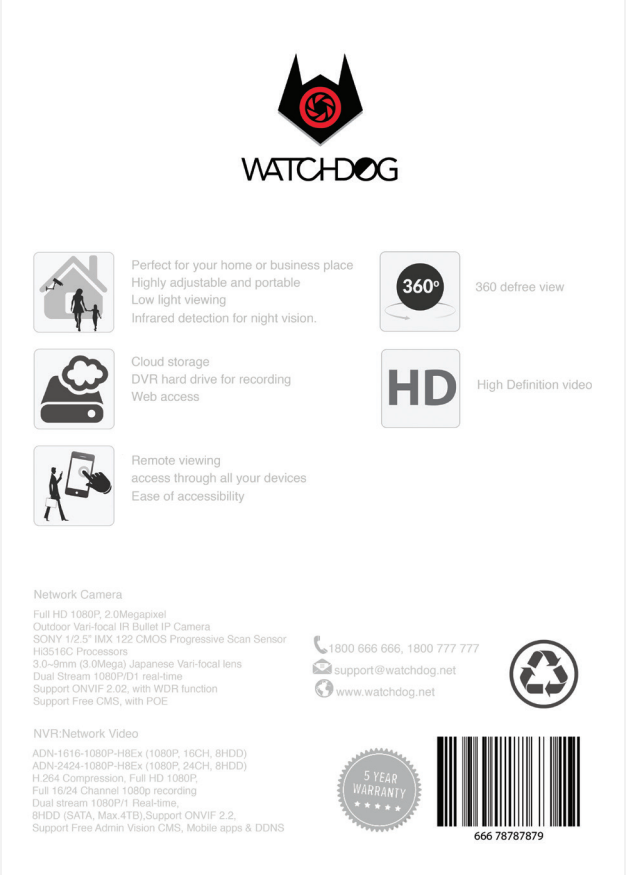 WATCHDOG
Perfect for your home or business place
Highly adjustable and portable
Low light viewing
Infrared detection for night vision.
360°
360 defree view
Cloud storage
DVR hard drive for recording
Web access
HD
High Definition video
Remote viewing
access through all your devices
Ease of accessibility
Network Camera
Full HD 1080P, 2.0Megapixel
Outdoor Vari-focal IR Bullet IP Camera
SONY 1/2.5" IMX 122 CMOS Progressive Scan Sensor
Hi3516C Processors
3.0~9mm (3.0Mega) Japanese Vari-focal lens
Dual Stream 1080P/D1 real-time
Support ONVIF 2.02, with WDR function
Support Free CMS, with POE
1800 666 666, 1800 777 777
support@watchdog.net
www.watchdog.net
NVR:Network Video
ADN-1616-1080P-H8Ex (1080P, 16CH, 8HDD)
ADN-2424-1080P-H8Ex (1080P, 24CH, 8HDD)
H.264 Compression, Full HD 1080P,
Full 16/24 Channel 1080p recording
Dual stream 1080P/1 Real-time,
8HDD (SATA, Max.4TB),Support ONVIF 2.2,
Support Free Admin Vision CMS, Mobile apps & DDNS
5 YEAR
WARRANTY
666 78787879